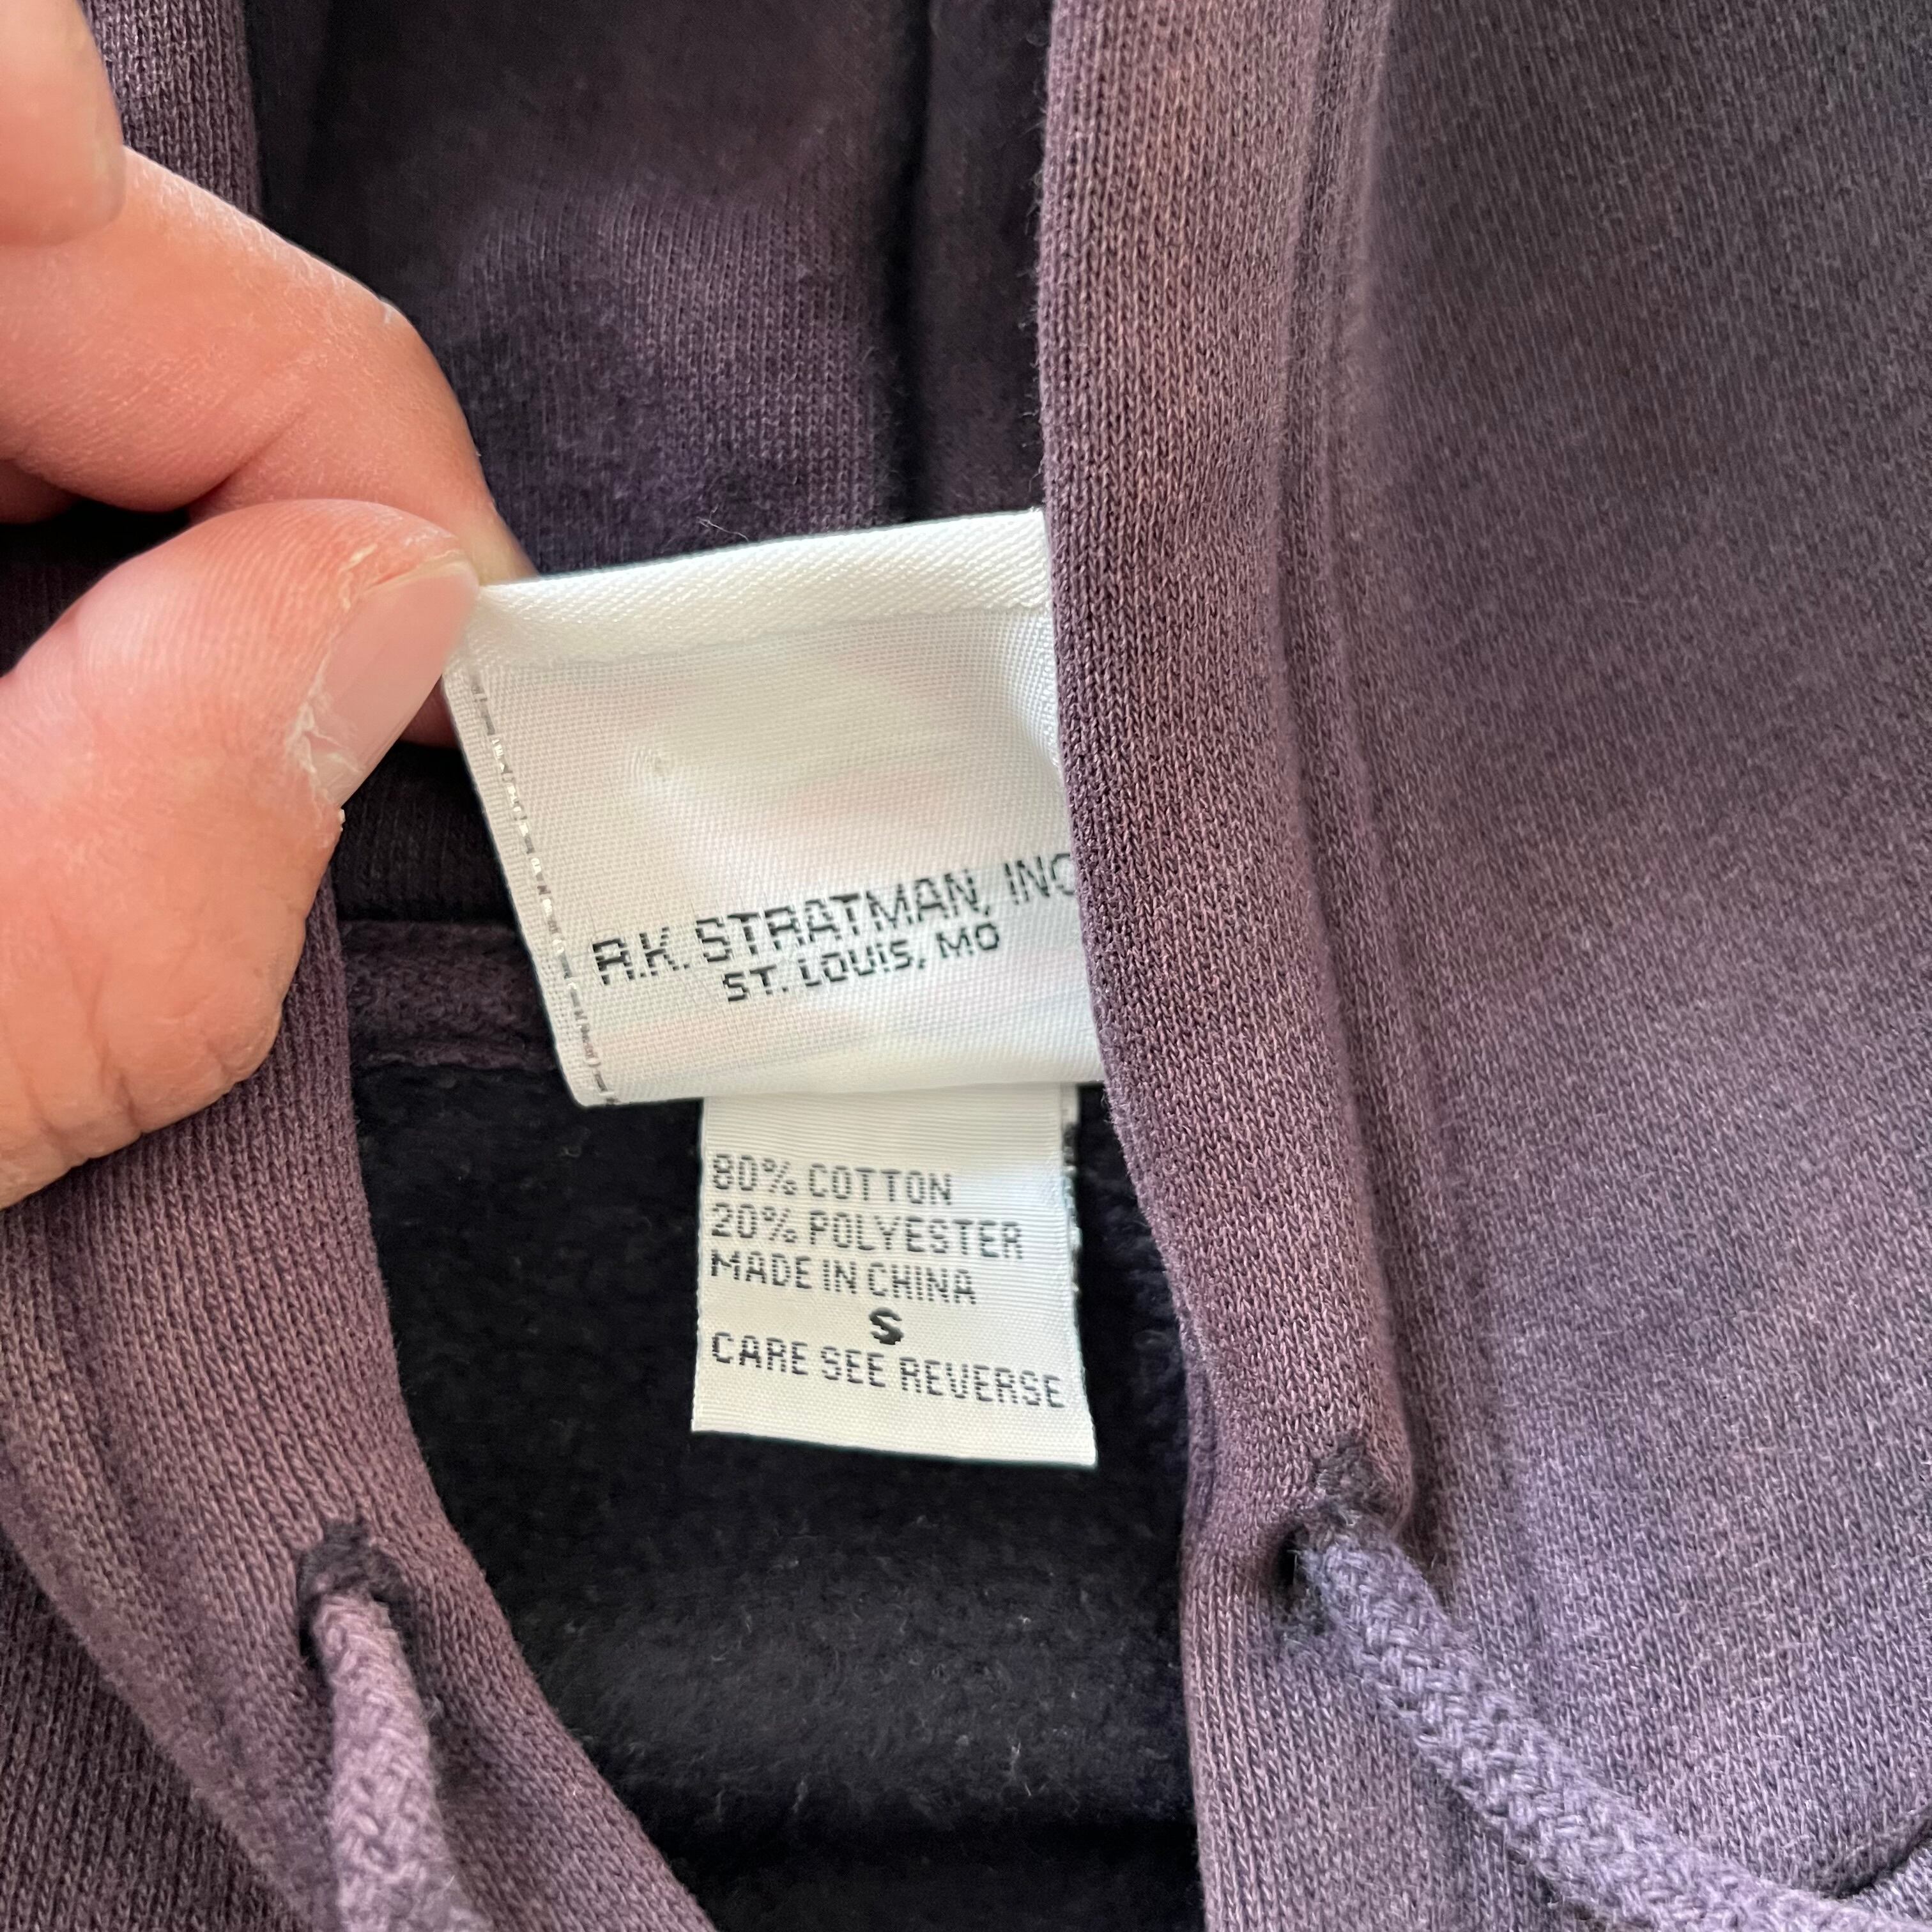 R.K. STRATMAN, INC
ST. LOUIS, MO
80% COTTON
20% POLYESTER
MADE IN CHINA
S
CARE SEE REVERSE